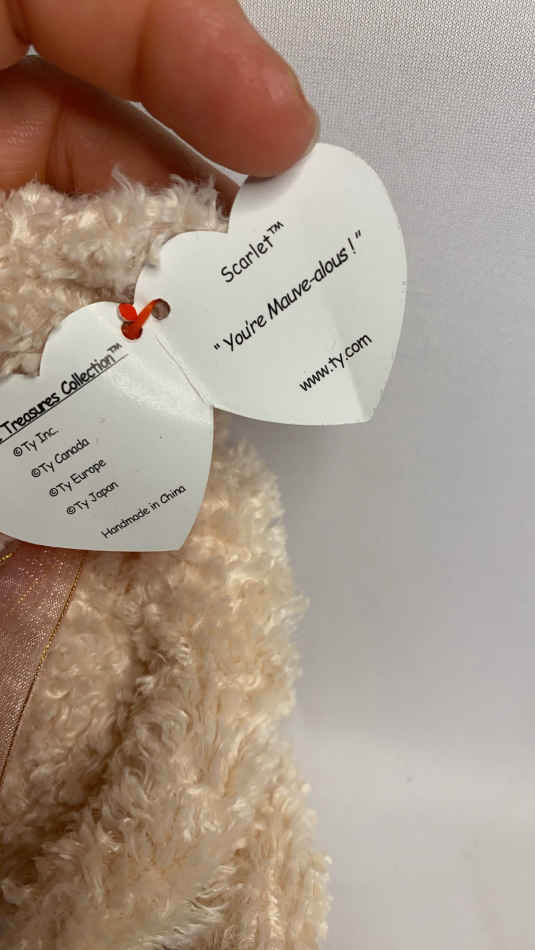 Treasures Collection™
©Ty Inc.
©Ty Canada
©Ty Europe
©Ty Japan
Handmade in China
Scarlet™
"You're Mauve-alous!"
www.ty.com